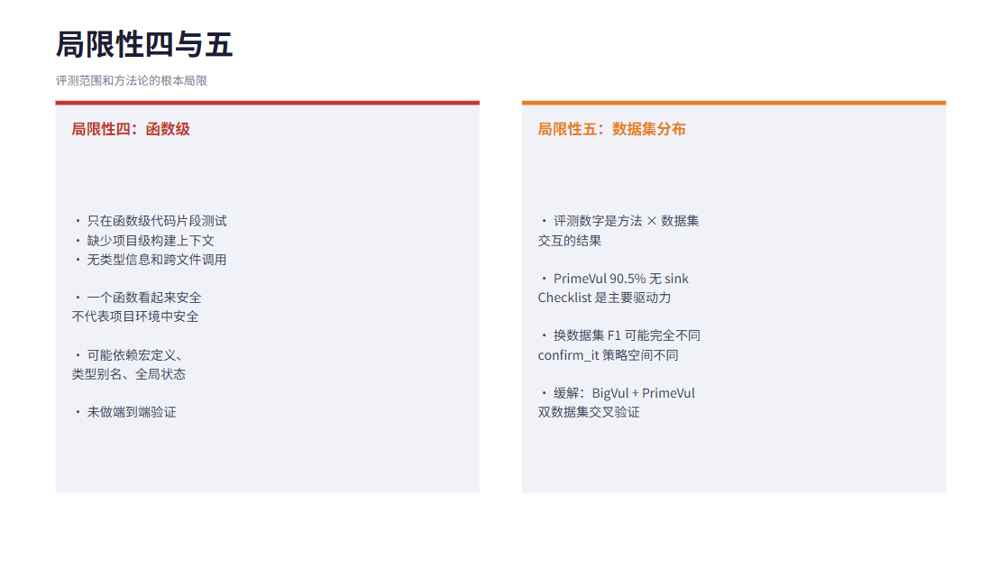 局限性四与五
评测范围和方法论的根本局限
局限性四：函数级
・ 只在函数级代码片段测试
・ 缺少项目级构建上下文
・ 无类型信息和跨文件调用
・ 一个函数看起来安全
不代表项目环境中安全
・ 可能依赖宏定义、
类型别名、全局状态
・ 未做端到端验证
局限性五：数据集分布
・ 评测数字是方法 × 数据集
交互的结果
・ PrimeVul 90.5% 无 sink
Checklist 是主要驱动力
・ 换数据集 F1 可能完全不同
confirm_it 策略空间不同
・ 缓解：BigVul + PrimeVul
双数据集交叉验证